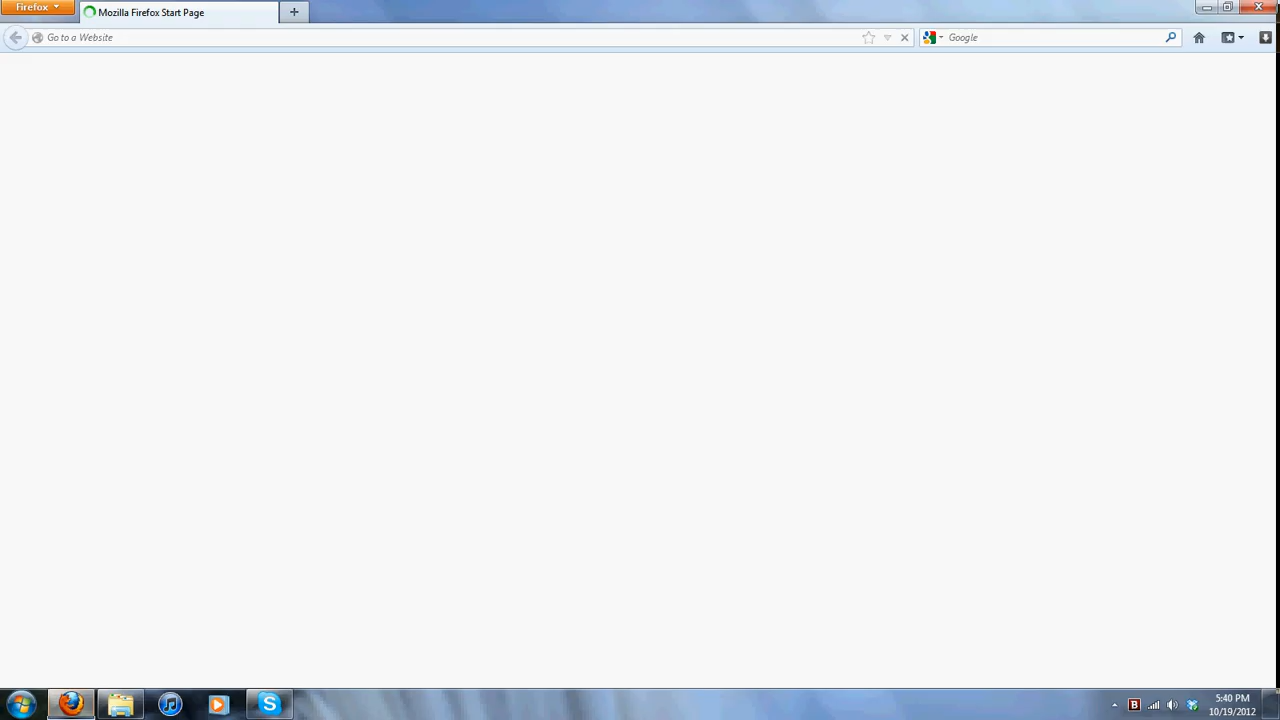 Firefox
Mozilla Firefox Start Page
Go to a Website
Google
5:40 PM
10/19/2012